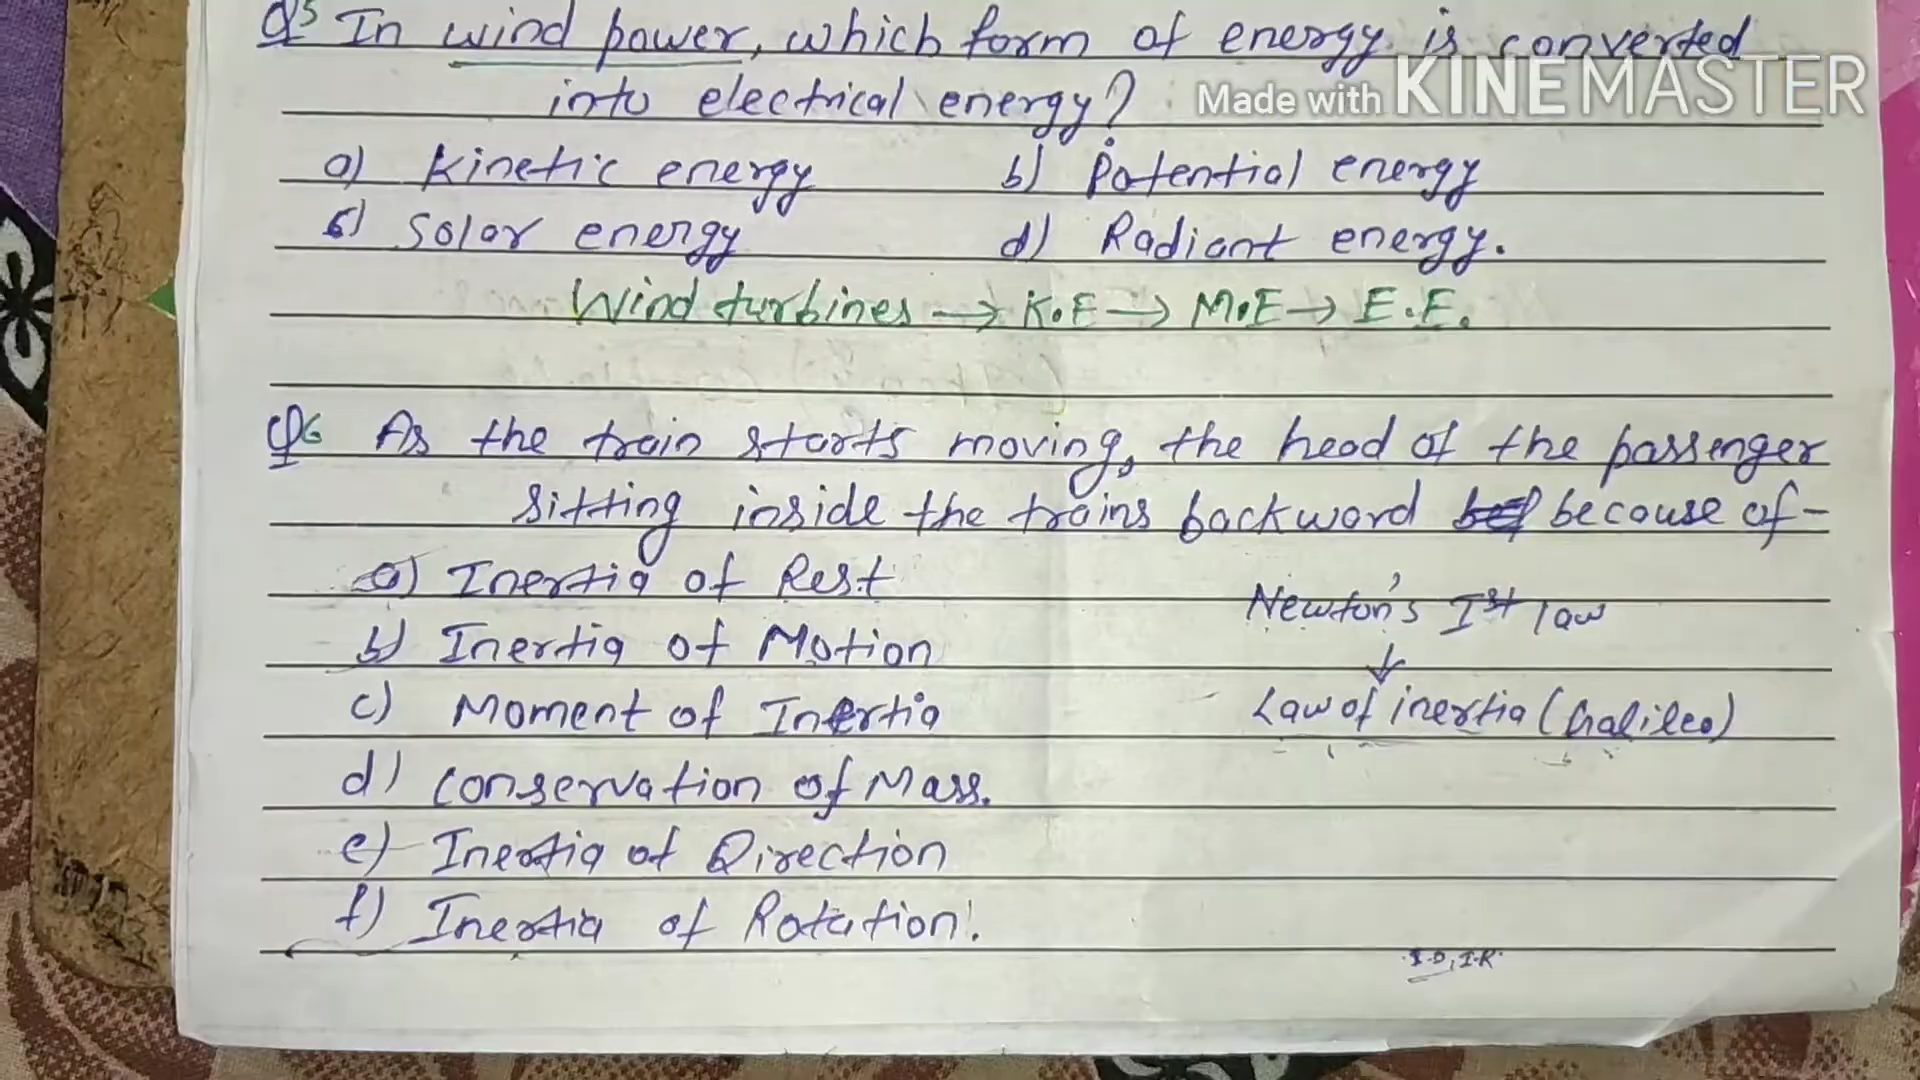 Q5 In wind power, which form of energy is converted
into electrical energy?
Made with KINEMASTER
a) Kinetic energy b) Potential energy
c) Solar energy d) Radiant energy.
Wind turbines → K.E → M.E → E.E.
Q6 As the train starts moving, the head of the passenger
sitting inside the trains backward because of -
a) Inertia of Rest
Newton's Ist law
b) Inertia of Motion
↓
c) Moment of Inertia
Law of inertia (Galileo)
d) Conservation of Mass.
e) Inertia of Direction
f) Inertia of Rotation.
I.D, I.R.